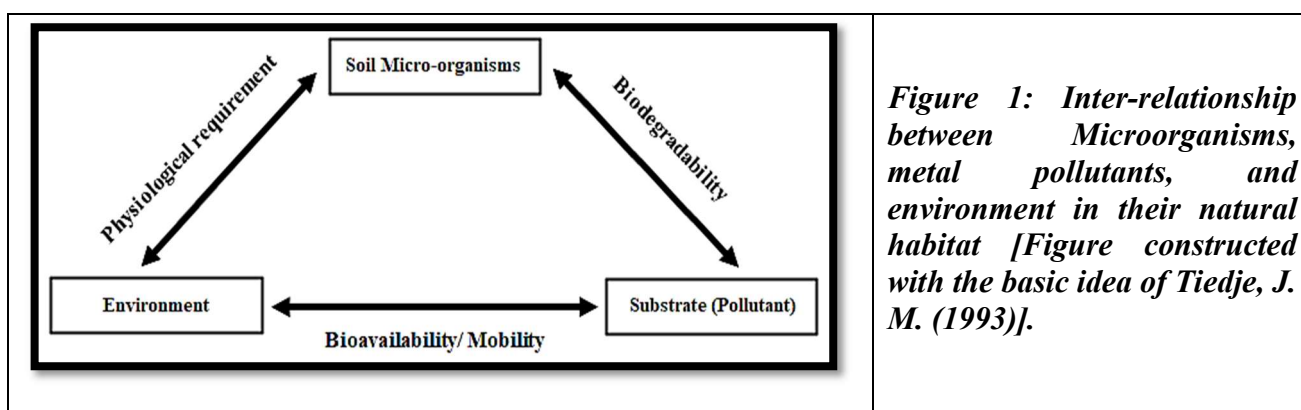 Soil Micro-organisms
Physiological requirement
Biodegradability
Environment
Substrate (Pollutant)
Bioavailability/ Mobility
Figure 1: Inter-relationship
between Microorganisms,
metal pollutants, and
environment in their natural
habitat [Figure constructed
with the basic idea of Tiedje, J.
M. (1993)].